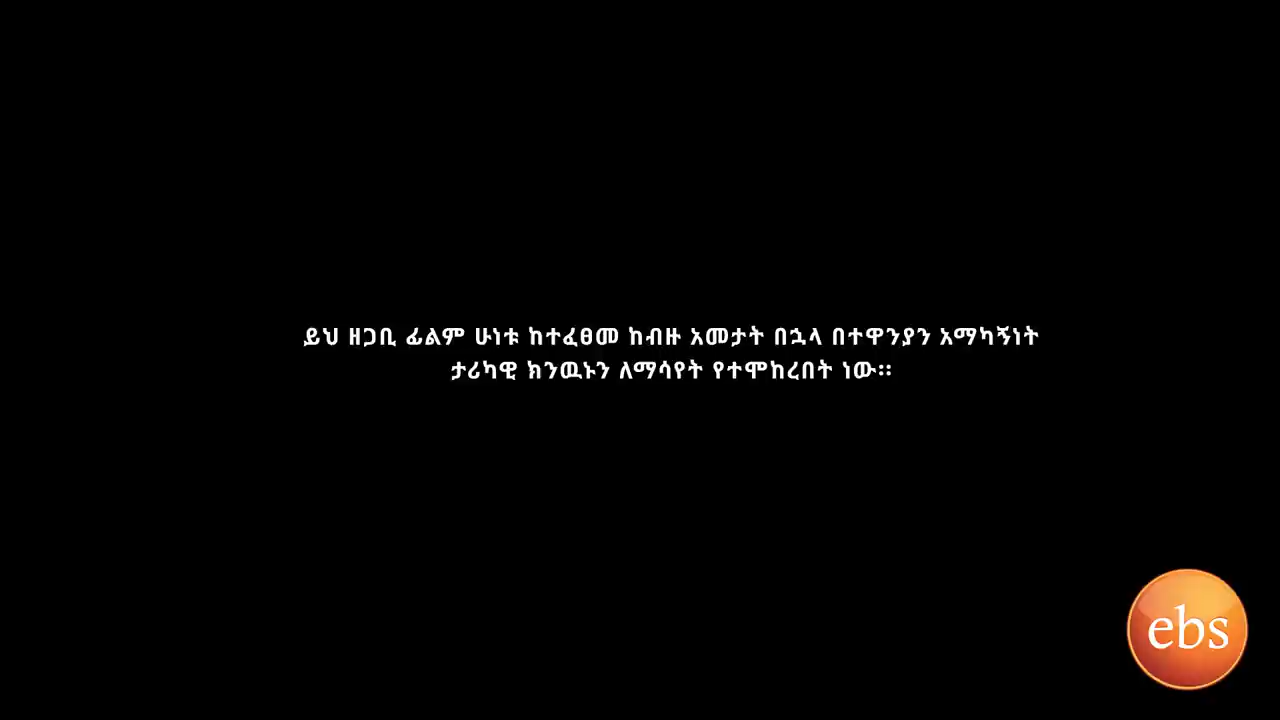 ይህ ዘጋቢ ፊልም ሁነቱ ከተፈፀመ ከብዙ አመታት በኋላ በተዋንያን አማካኝነት
ታሪካዊ ክንዉኑን ለማሳየት የተሞከረበት ነው።
ebs